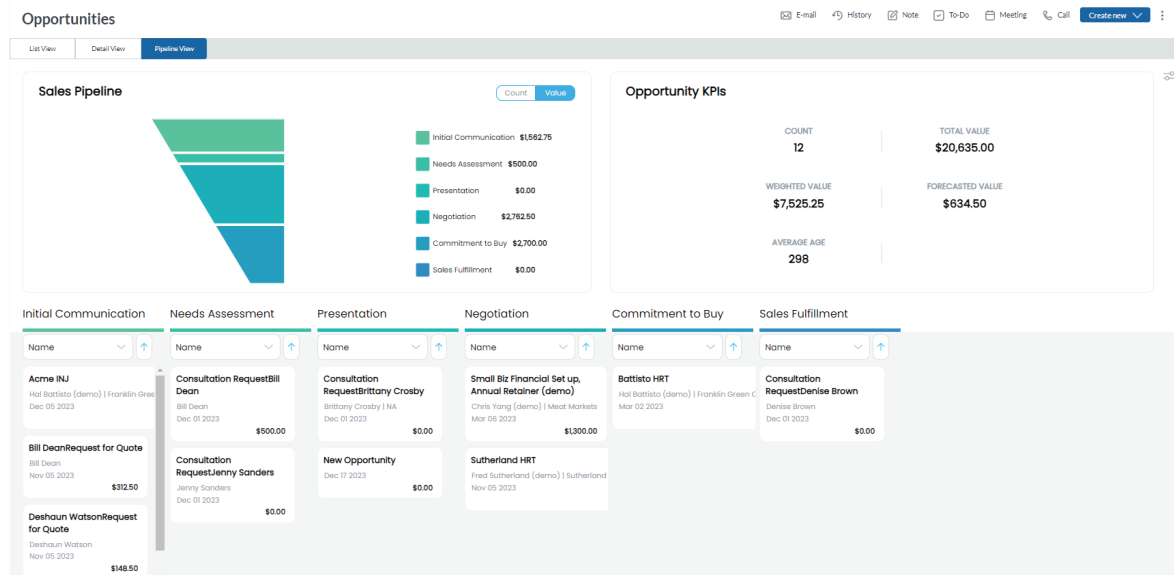 Opportunities
E-mail History Note To-Do Meeting Call Create new
List View Detail View Pipeline View
Sales Pipeline
Count Value
Initial Communication $1,562.75
Needs Assessment $500.00
Presentation $0.00
Negotiation $2,762.50
Commitment to Buy $2,700.00
Sales Fulfillment $0.00
Opportunity KPIs
COUNT TOTAL VALUE
12 $20,635.00
WEIGHTED VALUE FORECASTED VALUE
$7,525.25 $634.50
AVERAGE AGE
298
Initial Communication Needs Assessment Presentation Negotiation Commitment to Buy Sales Fulfillment
Name Name Name Name Name Name
Acme INJ
Hal Battisto (demo) | Franklin Gree
Dec 05 2023
Bill DeanRequest for Quote
Bill Dean
Nov 05 2023
$312.50
Deshaun WatsonRequest
for Quote
Deshaun Watson
Nov 05 2023
$148.50
Consultation RequestBill
Dean
Bill Dean
Dec 01 2023
$500.00
Consultation
RequestJenny Sanders
Jenny Sanders
Dec 01 2023
$0.00
Consultation
RequestBrittany Crosby
Brittany Crosby | NA
Dec 01 2023
$0.00
New Opportunity
Dec 17 2023
$0.00
Small Biz Financial Set up,
Annual Retainer (demo)
Chris Yang (demo) | Meat Markets
Mar 06 2023
$1,300.00
Sutherland HRT
Fred Sutherland (demo) | Sutherland
Nov 05 2023
Battisto HRT
Hal Battisto (demo) | Franklin Green C
Mar 02 2023
Consultation
RequestDenise Brown
Denise Brown
Dec 01 2023
$0.00